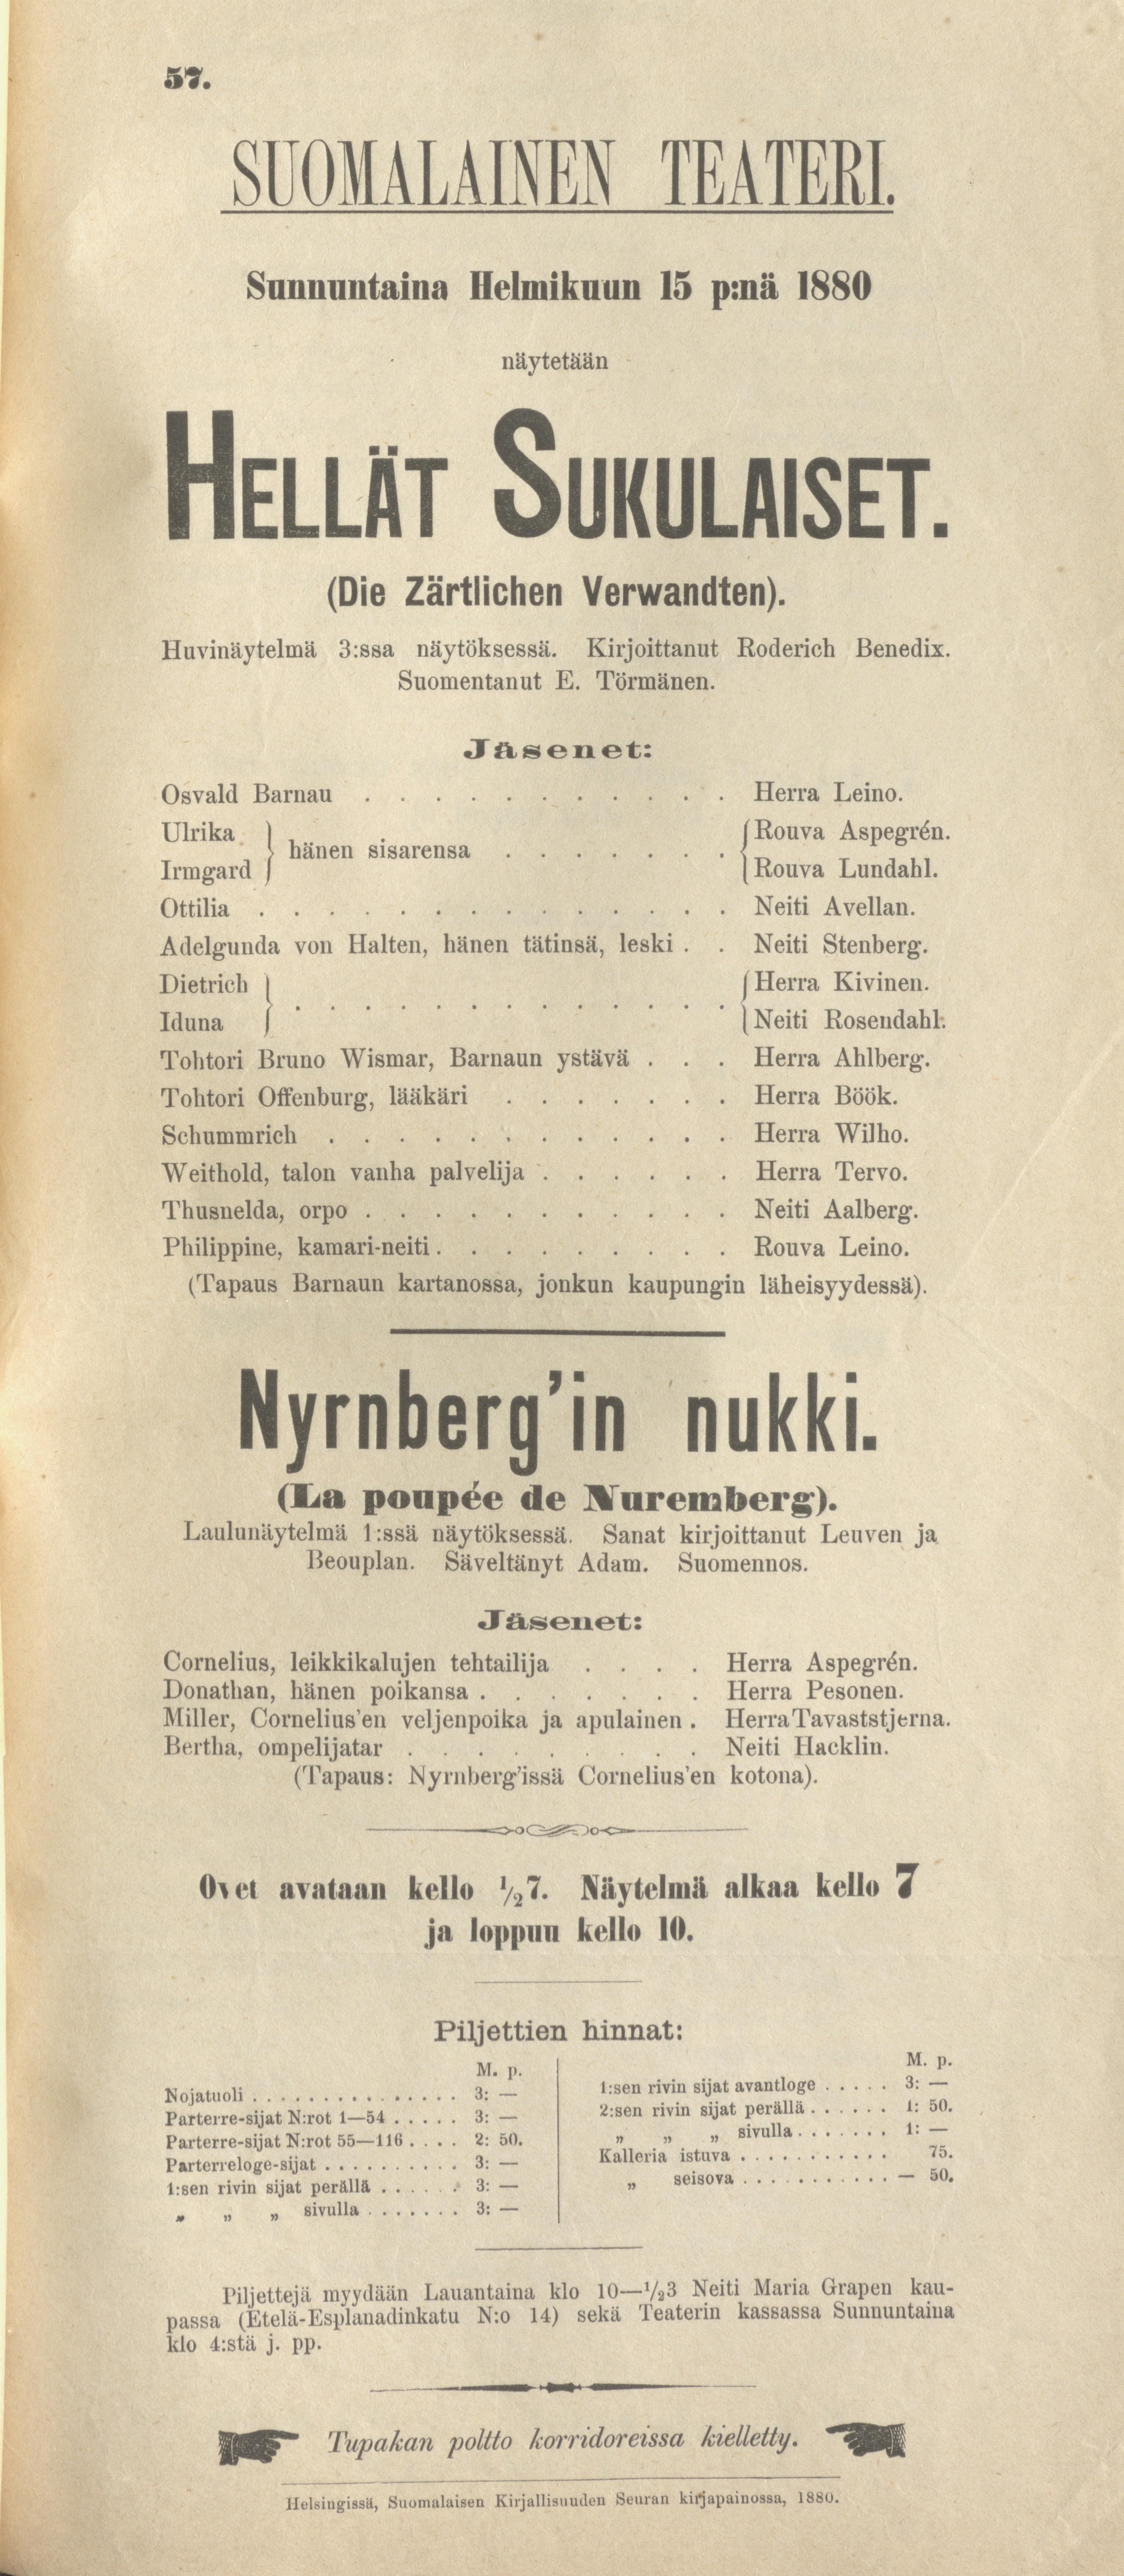 57.
SUOMALAINEN TEATERI.
Sunnuntaina Helmikuun 15 p:nä 1880
näytetään
HELLÄT SUKULAISET.
(Die Zärtlichen Verwandten).
Huvinäytelmä 3:ssa näytöksessä. Kirjoittanut Roderich Benedix.
Suomentanut E. Törmänen.
Jäsenet:
Osvald Barnau . . . . . . . . . . . Herra Leino.
Ulrika } hänen sisarensa . . . . . . . { Rouva Aspegrén.
Irmgard } { Rouva Lundahl.
Ottilia . . . . . . . . . . . . . . Neiti Avellan.
Adelgunda von Halten, hänen tätinsä, leski . . Neiti Stenberg.
Dietrich } . . . . . . . . . . . . . { Herra Kivinen.
Iduna } { Neiti Rosendahl.
Tohtori Bruno Wismar, Barnaun ystävä . . . Herra Ahlberg.
Tohtori Offenburg, lääkäri . . . . . . . Herra Böök.
Schummrich . . . . . . . . . . . . Herra Wilho.
Weithold, talon vanha palvelija . . . . . . Herra Tervo.
Thusnelda, orpo . . . . . . . . . . . Neiti Aalberg.
Philippine, kamari-neiti . . . . . . . . . Rouva Leino.
(Tapaus Barnaun kartanossa, jonkun kaupungin läheisyydessä).
Nyrnberg'in nukki.
(La poupée de Nuremberg).
Laulunäytelmä 1:ssä näytöksessä. Sanat kirjoittanut Leuven ja
Beouplan. Säveltänyt Adam. Suomennos.
Jäsenet:
Cornelius, leikkikalujen tehtailija . . . . Herra Aspegrén.
Donathan, hänen poikansa . . . . . . . Herra Pesonen.
Miller, Cornelius'en veljenpoika ja apulainen . Herra Tavaststjerna.
Bertha, ompelijatar . . . . . . . . . Neiti Hacklin.
(Tapaus: Nyrnberg'issä Cornelius'en kotona).
Ovet avataan kello ½7. Näytelmä alkaa kello 7
ja loppuu kello 10.
Piljettien hinnat:
M. p.
Nojatuoli . . . . . . . . . . . . . . . 3: —
Parterre-sijat N:rot 1—54 . . . . . 3: —
Parterre-sijat N:rot 55—116 . . . . 2: 50.
Parterreloge-sijat . . . . . . . . . . 3: —
1:sen rivin sijat perällä . . . . . . 3: —
„ „ „ sivulla . . . . . . . 3: —
M. p.
1:sen rivin sijat avantloge . . . . . 3: —
2:sen rivin sijat perällä . . . . . . 1: 50.
„ „ „ sivulla . . . . . . . 1: —
Kalleria istuva . . . . . . . . . . . 75.
„ seisova . . . . . . . . . . . — 50.
Piljettejä myydään Lauantaina klo 10—½3 Neiti Maria Grapen kau-
passa (Etelä-Esplanadinkatu N:o 14) sekä Teaterin kassassa Sunnuntaina
klo 4:stä j. pp.
Tupakan poltto korridoreissa kielletty.
Helsingissä, Suomalaisen Kirjallisuuden Seuran kirjapainossa, 1880.